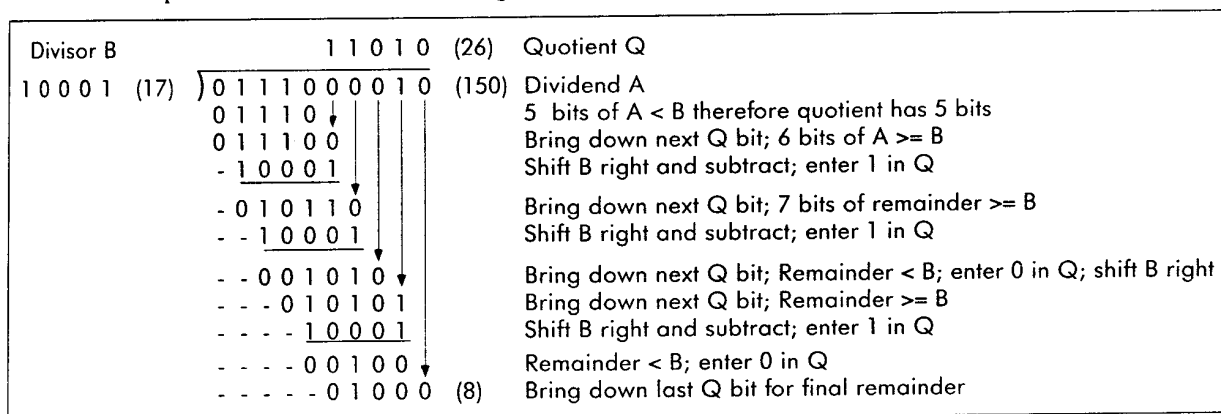 Divisor B 1 1 0 1 0 (26) Quotient Q
1 0 0 0 1 (17) )0 1 1 1 0 0 0 0 1 0 (150) Dividend A
0 1 1 1 0 5 bits of A < B therefore quotient has 5 bits
0 1 1 1 0 0 Bring down next Q bit; 6 bits of A >= B
- 1 0 0 0 1 Shift B right and subtract; enter 1 in Q
- 0 1 0 1 1 0 Bring down next Q bit; 7 bits of remainder >= B
- - 1 0 0 0 1 Shift B right and subtract; enter 1 in Q
- - 0 0 1 0 1 0 Bring down next Q bit; Remainder < B; enter 0 in Q; shift B right
- - - 0 1 0 1 0 1 Bring down next Q bit; Remainder >= B
- - - - 1 0 0 0 1 Shift B right and subtract; enter 1 in Q
- - - - 0 0 1 0 0 Remainder < B; enter 0 in Q
- - - - - 0 1 0 0 0 (8) Bring down last Q bit for final remainder